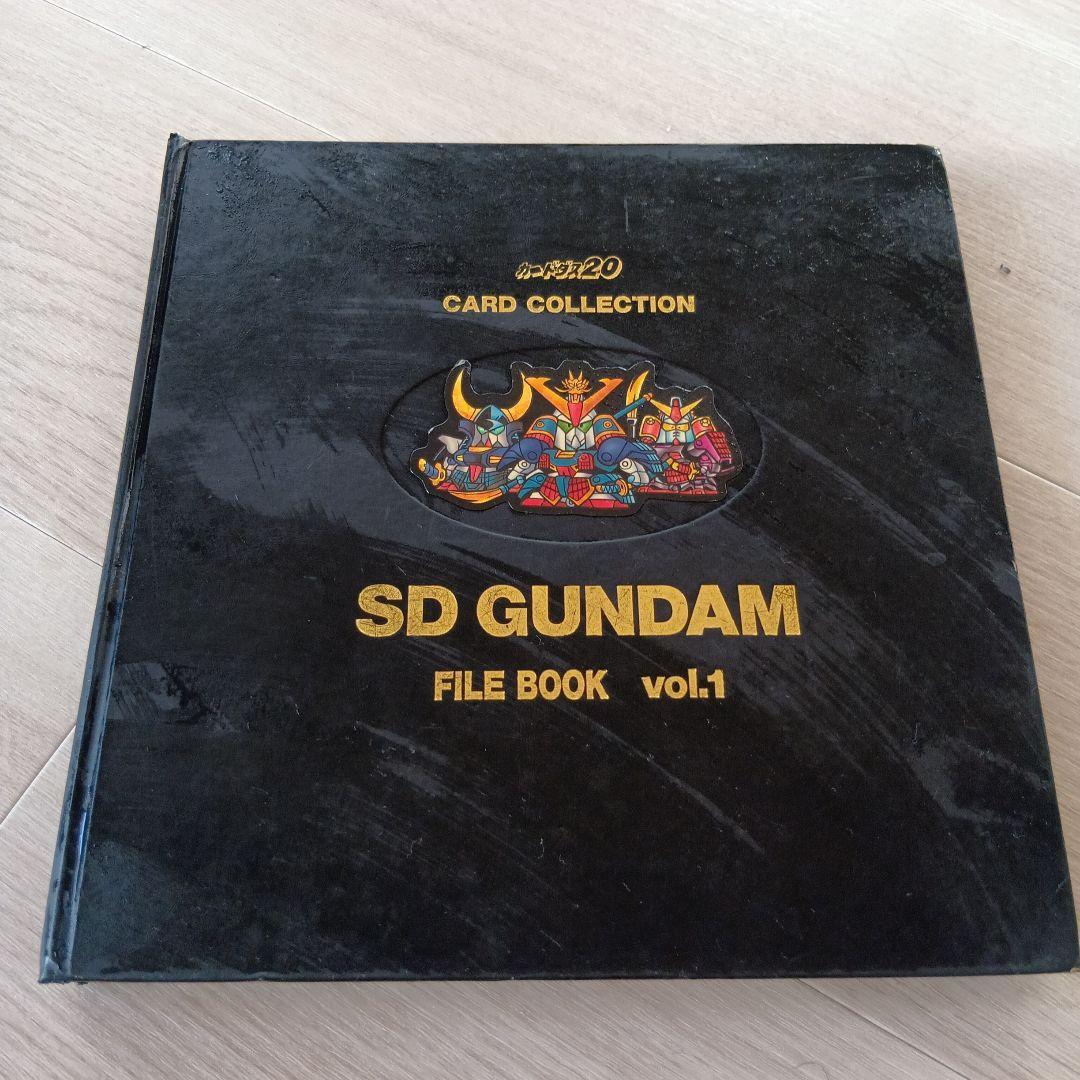 カードダス20
CARD COLLECTION
SD GUNDAM
FILE BOOK vol.1